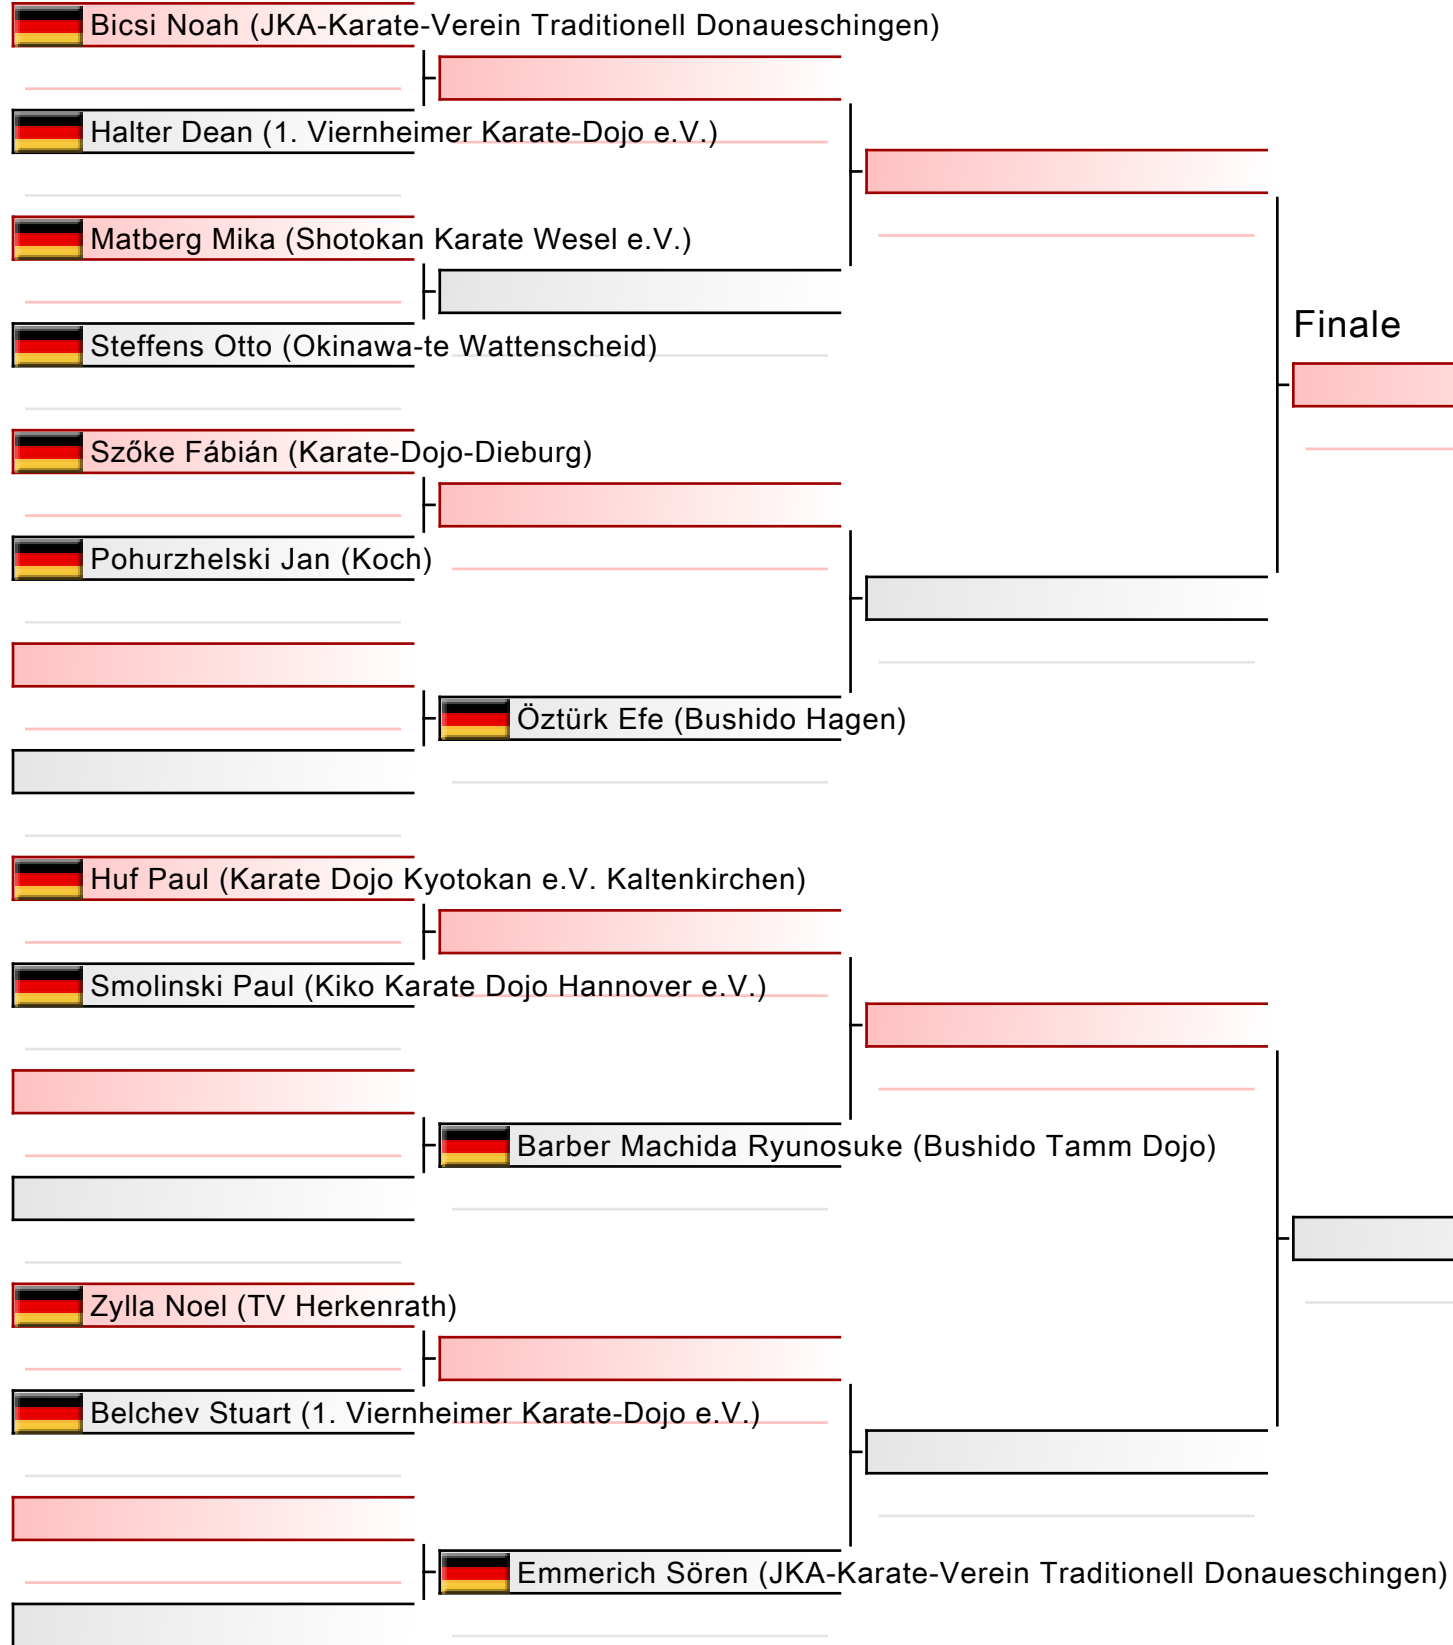 Bicsi Noah (JKA-Karate-Verein Traditionell Donaueschingen)
Halter Dean (1. Viernheimer Karate-Dojo e.V.)
Matberg Mika (Shotokan Karate Wesel e.V.)
Finale
Steffens Otto (Okinawa-te Wattenscheid)
Szőke Fábián (Karate-Dojo-Dieburg)
Pohurzhelski Jan (Koch)
Öztürk Efe (Bushido Hagen)
Huf Paul (Karate Dojo Kyotokan e.V. Kaltenkirchen)
Smolinski Paul (Kiko Karate Dojo Hannover e.V.)
Barber Machida Ryunosuke (Bushido Tamm Dojo)
Zylla Noel (TV Herkenrath)
Belchev Stuart (1. Viernheimer Karate-Dojo e.V.)
Emmerich Sören (JKA-Karate-Verein Traditionell Donaueschingen)